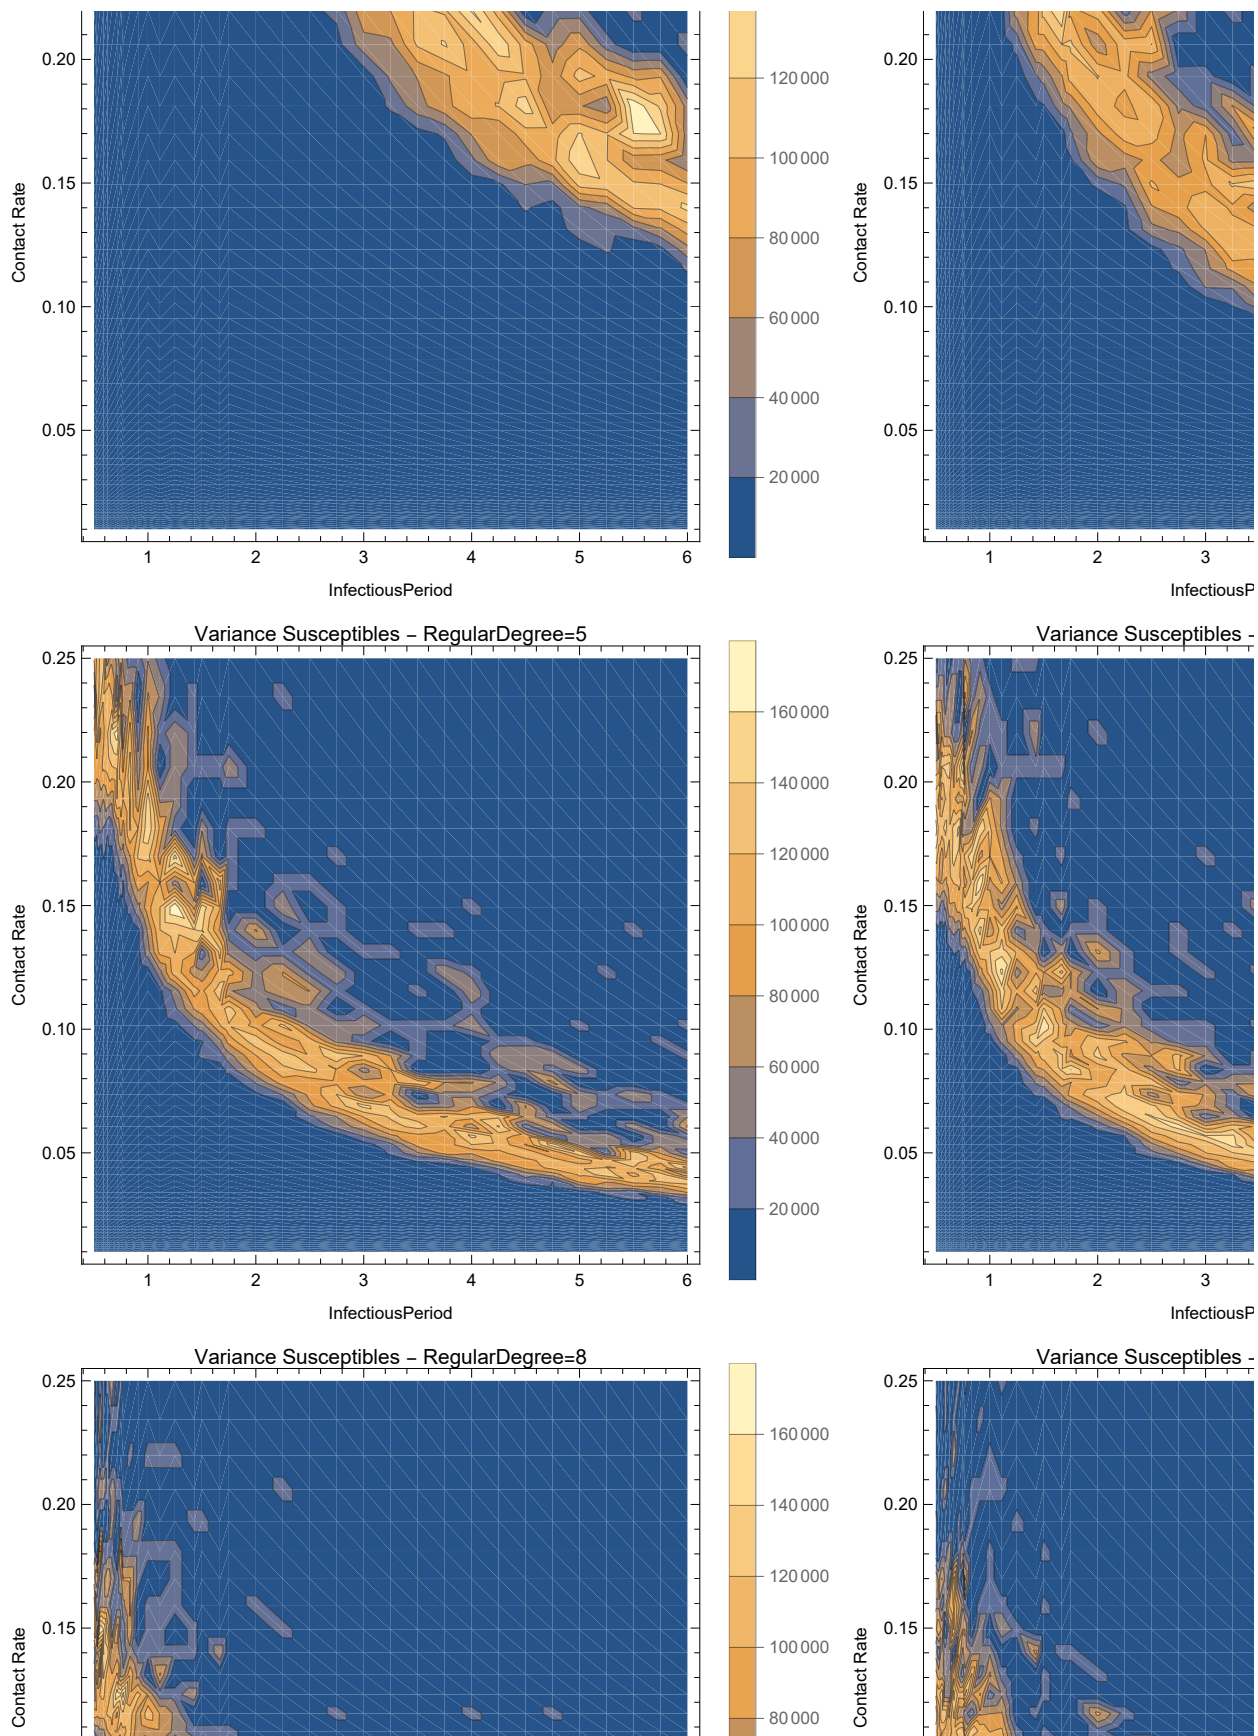 0.20
0.15
0.10
0.05
Contact Rate
1 2 3 4 5 6
InfectiousPeriod
120 000
100 000
80 000
60 000
40 000
20 000
0.20
0.15
0.10
0.05
Contact Rate
1 2 3
InfectiousP
Variance Susceptibles – RegularDegree=5
0.25
0.20
0.15
0.10
0.05
Contact Rate
1 2 3 4 5 6
InfectiousPeriod
160 000
140 000
120 000
100 000
80 000
60 000
40 000
20 000
Variance Susceptibles –
0.25
0.20
0.15
0.10
0.05
Contact Rate
1 2 3
InfectiousP
Variance Susceptibles – RegularDegree=8
0.25
0.20
0.15
Contact Rate
160 000
140 000
120 000
100 000
80 000
Variance Susceptibles –
0.25
0.20
0.15
Contact Rate